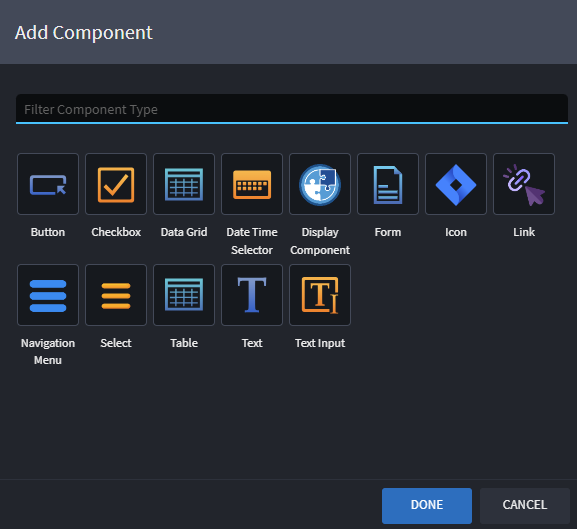 Add Component
Filter Component Type
Button
Checkbox
Data Grid
Date Time
Selector
Display
Component
Form
Icon
Link
Navigation
Menu
Select
Table
Text
Text Input
DONE
CANCEL